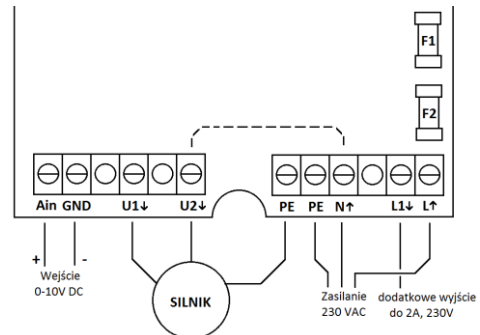 F1
F2
Ain GND U1↓ U2↓ PE PE N↑ L1↓ L↑
+ -
Wejście
0-10V DC
SILNIK
Zasilanie
230 VAC
dodatkowe wyjście
do 2A, 230V